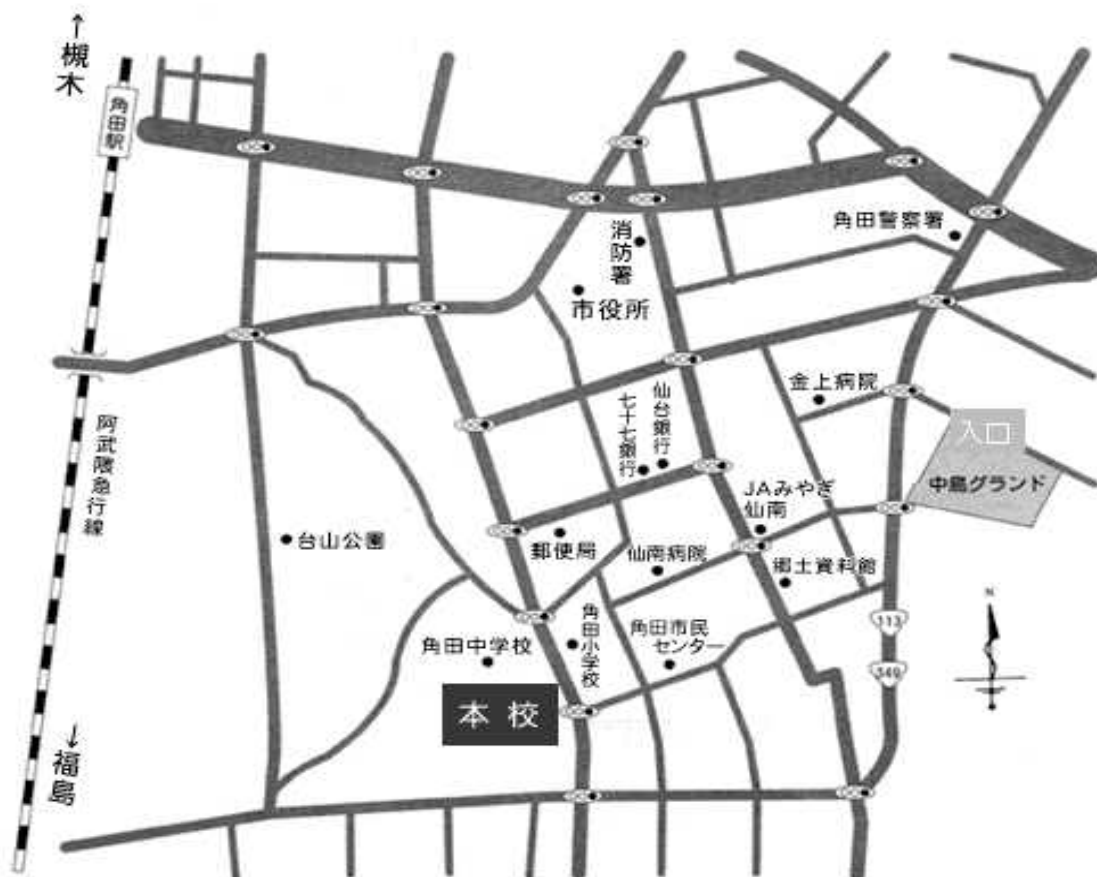 ↑槻木
角田駅
角田警察署
消防署
市役所
金上病院
仙台銀行
七十七銀行
入口
中島グランド
阿武隈急行線
JAみやぎ
仙南
台山公園
郵便局
仙南病院
郷土資料館
角田小学校
角田市民
センター
角田中学校
113
349
N
本校
↓福島